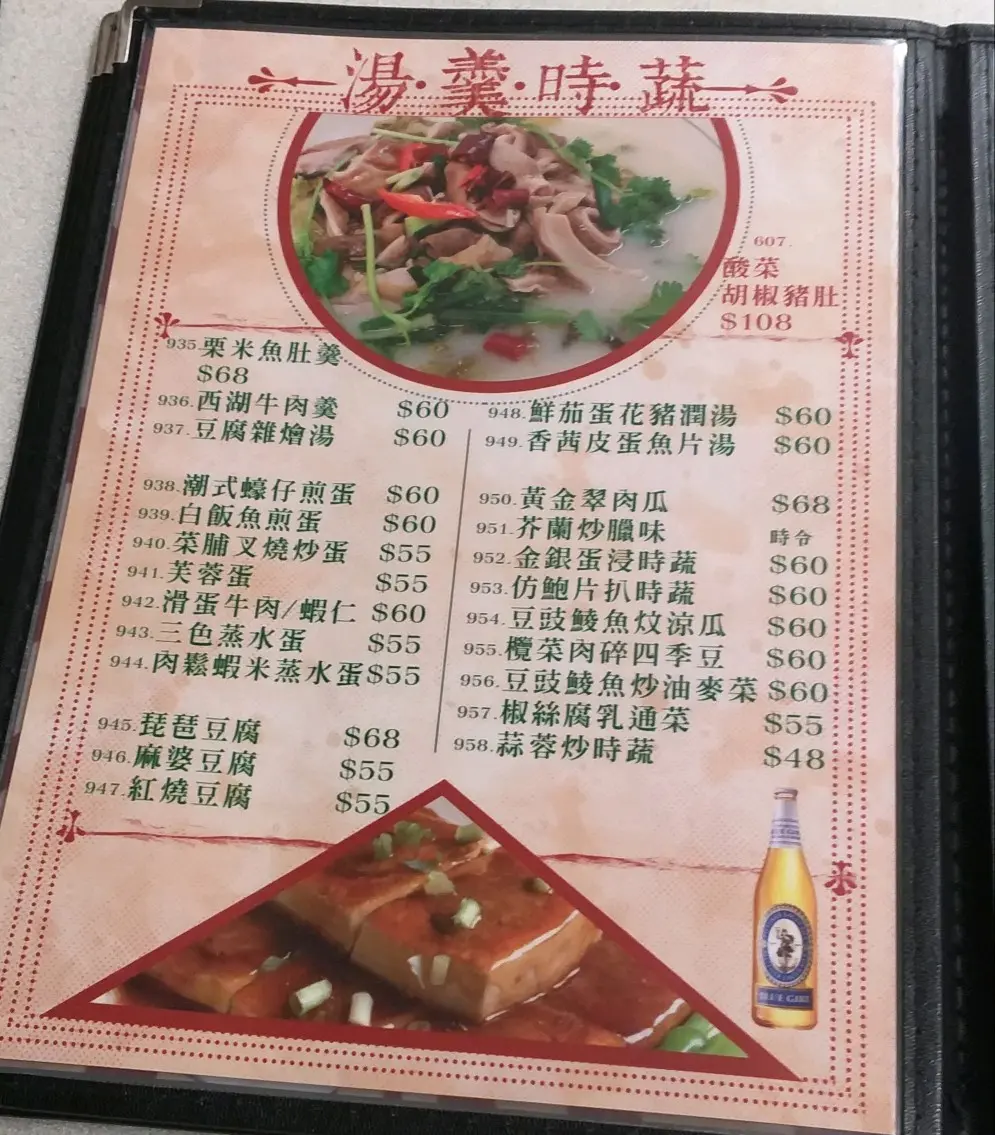 湯·羹·時·蔬
607.
酸菜
胡椒豬肚
$108
935.栗米魚肚羹
$68
936.西湖牛肉羹 $60
937.豆腐雜燴湯 $60
938.潮式蠔仔煎蛋 $60
939.白飯魚煎蛋 $60
940.菜脯叉燒炒蛋 $55
941.芙蓉蛋 $55
942.滑蛋牛肉/蝦仁 $60
943.三色蒸水蛋 $55
944.肉鬆蝦米蒸水蛋 $55
945.琵琶豆腐 $68
946.麻婆豆腐 $55
947.紅燒豆腐 $55
948.鮮茄蛋花豬潤湯 $60
949.香茜皮蛋魚片湯 $60
950.黃金翠肉瓜 $68
951.芥蘭炒臘味 時令
952.金銀蛋浸時蔬 $60
953.仿鮑片扒時蔬 $60
954.豆豉鯪魚炆涼瓜 $60
955.欖菜肉碎四季豆 $60
956.豆豉鯪魚炒油麥菜 $60
957.椒絲腐乳通菜 $55
958.蒜蓉炒時蔬 $48
BLUE GIRL